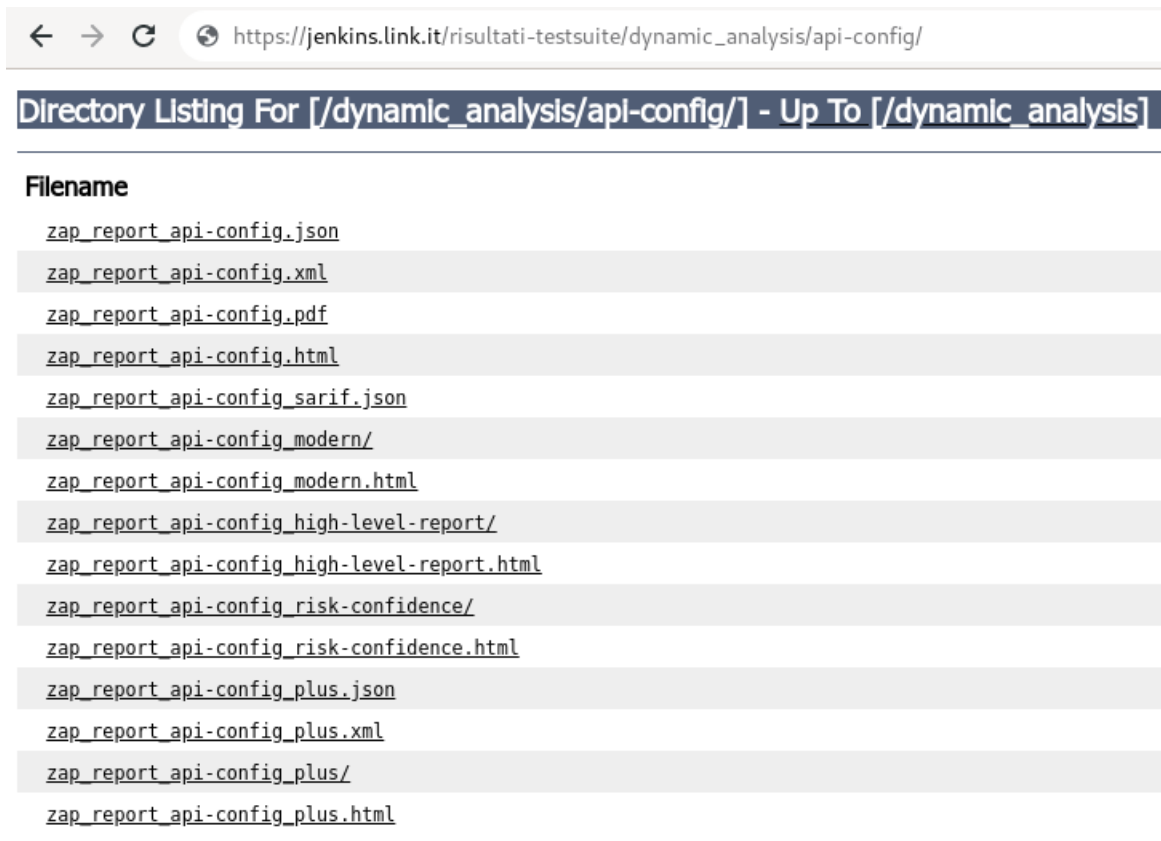 https://jenkins.link.it/risultati-testsuite/dynamic_analysis/api-config/
Directory Listing For [/dynamic_analysis/api-config/] - Up To [/dynamic_analysis]
Filename
zap_report_api-config.json
zap_report_api-config.xml
zap_report_api-config.pdf
zap_report_api-config.html
zap_report_api-config_sarif.json
zap_report_api-config_modern/
zap_report_api-config_modern.html
zap_report_api-config_high-level-report/
zap_report_api-config_high-level-report.html
zap_report_api-config_risk-confidence/
zap_report_api-config_risk-confidence.html
zap_report_api-config_plus.json
zap_report_api-config_plus.xml
zap_report_api-config_plus/
zap_report_api-config_plus.html